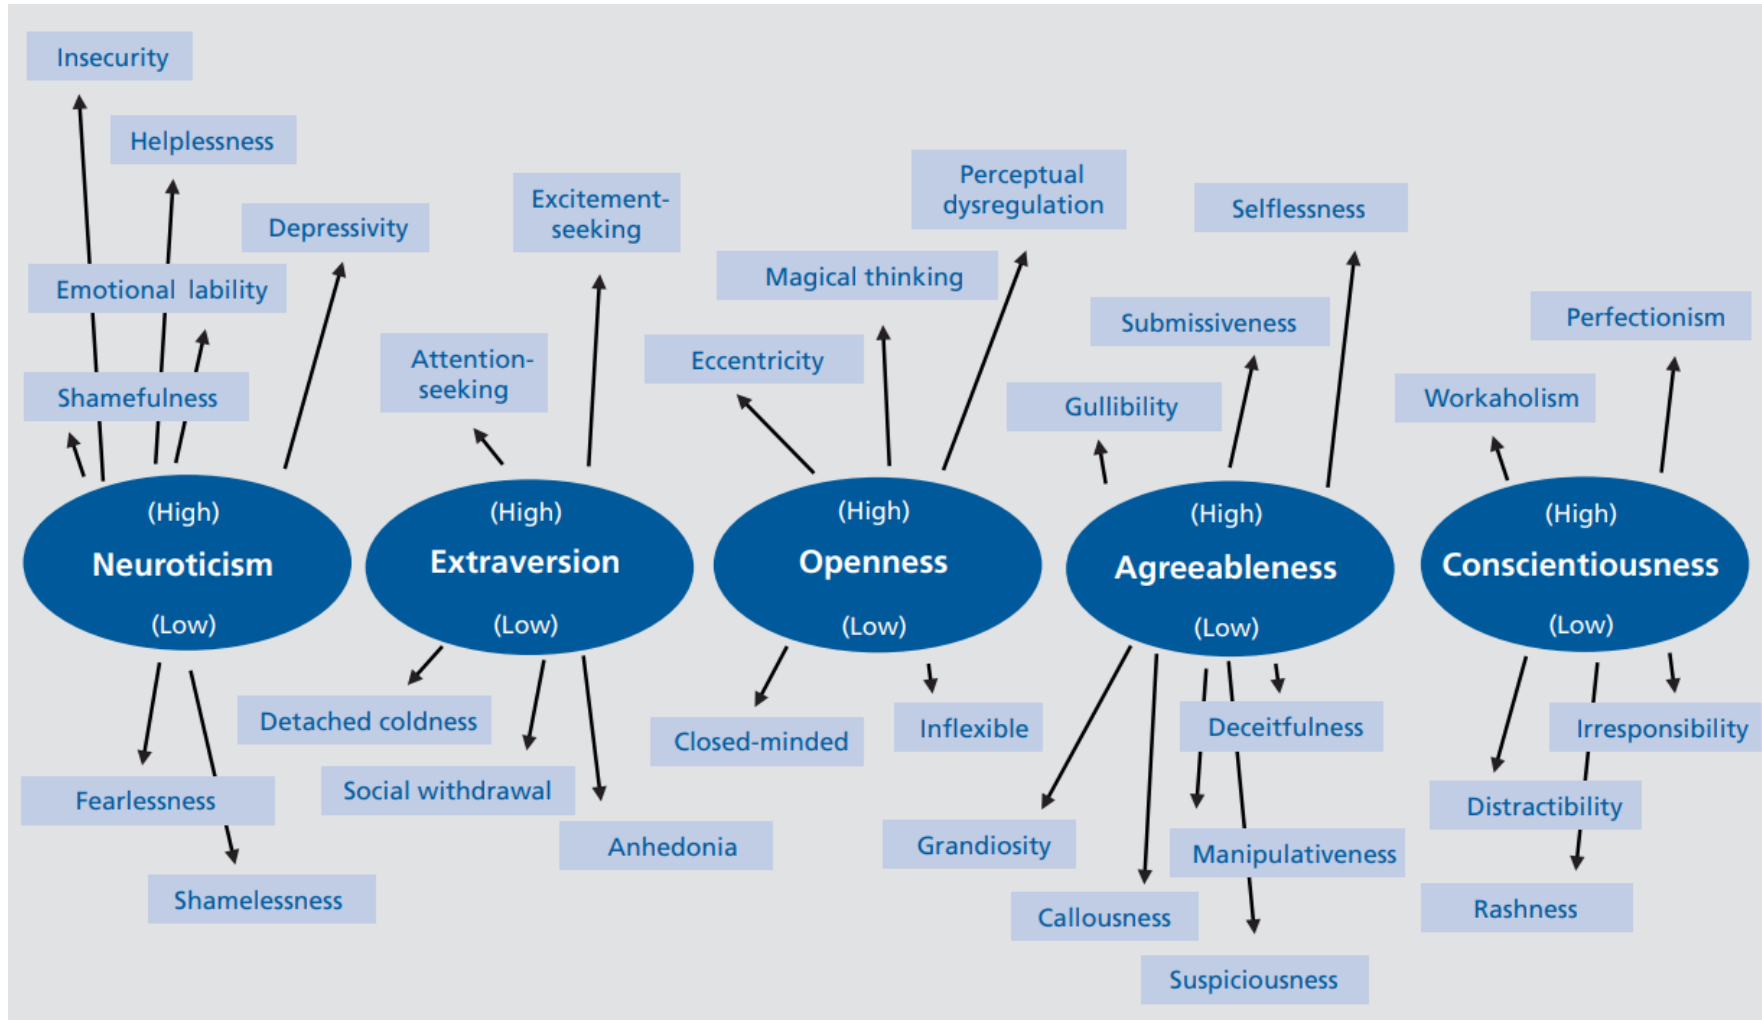 Insecurity
Helplessness
Depressivity
Emotional lability
Shamefulness
Attention-
seeking
Excitement-
seeking
Eccentricity
Magical thinking
Perceptual
dysregulation
Gullibility
Submissiveness
Selflessness
Workaholism
Perfectionism
(High)
Neuroticism
(Low)
(High)
Extraversion
(Low)
(High)
Openness
(Low)
(High)
Agreeableness
(Low)
(High)
Conscientiousness
(Low)
Fearlessness
Shamelessness
Detached coldness
Social withdrawal
Anhedonia
Closed-minded
Inflexible
Grandiosity
Callousness
Deceitfulness
Manipulativeness
Suspiciousness
Irresponsibility
Distractibility
Rashness